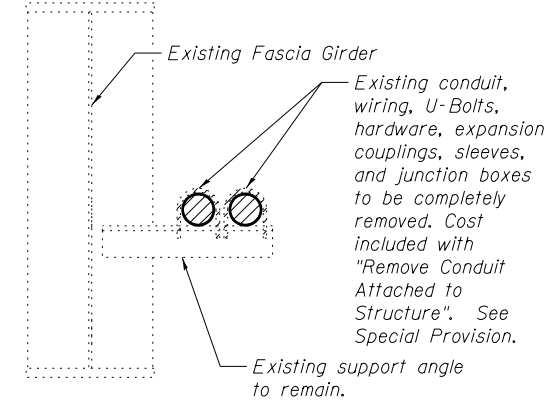 Existing Fascia Girder
Existing conduit,
wiring, U-Bolts,
hardware, expansion
couplings, sleeves,
and junction boxes
to be completely
removed. Cost
included with
"Remove Conduit
Attached to
Structure". See
Special Provision.
Existing support angle
to remain.